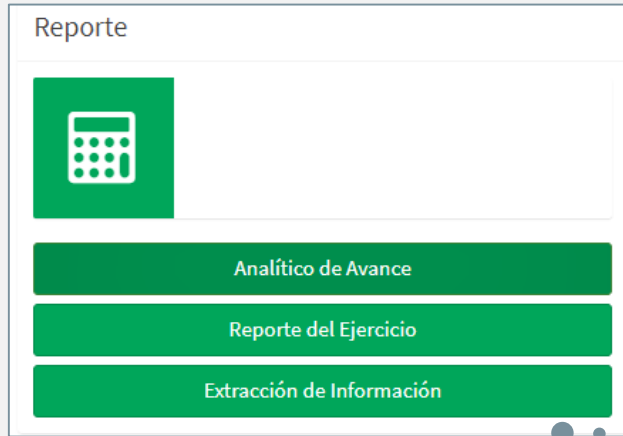 Reporte
Analítico de Avance
Reporte del Ejercicio
Extracción de Información